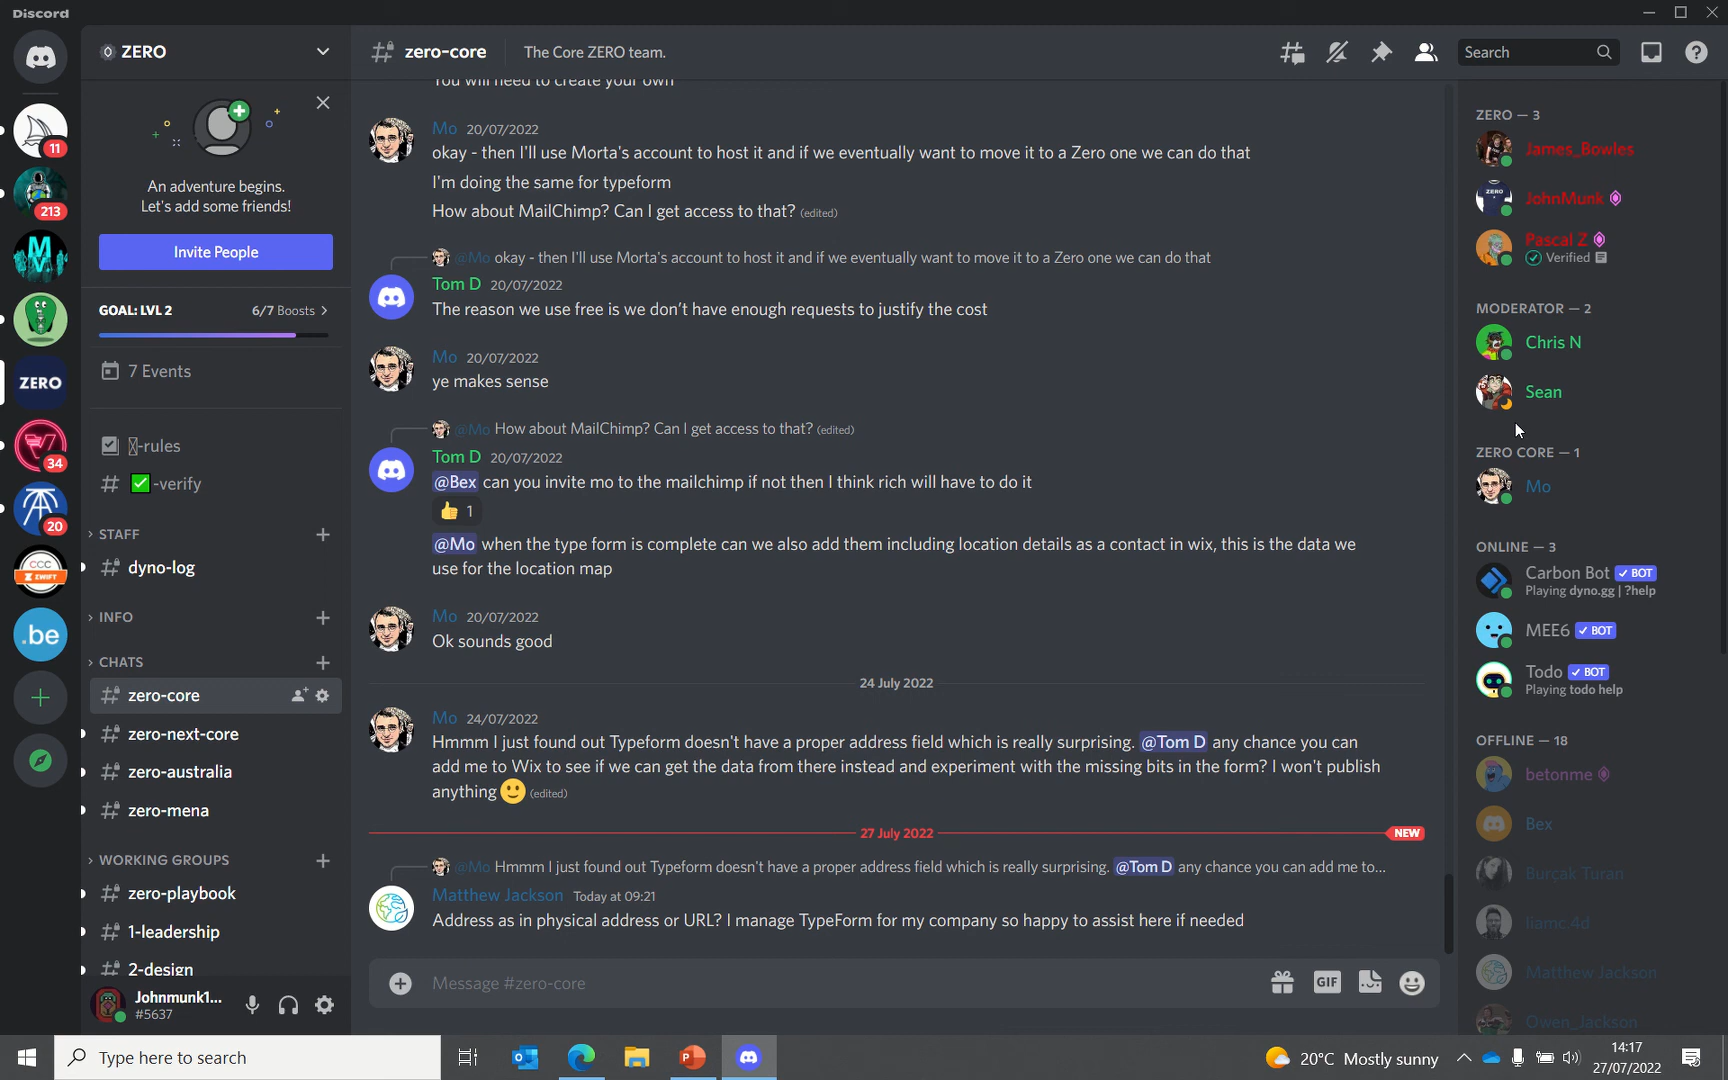 Discord
ZERO
zero-core
The Core ZERO team.
Search
An adventure begins.
Let's add some friends!
Invite People
GOAL: LVL 2
6/7 Boosts
7 Events
-rules
-verify
STAFF
dyno-log
INFO
CHATS
zero-core
zero-next-core
zero-australia
zero-mena
WORKING GROUPS
zero-playbook
1-leadership
2-design
Johnmunk1...
#5637
11
213
ZERO
34
20
CCC
ZWIFT
.be
You will need to create your own
Mo 20/07/2022
okay - then I'll use Morta's account to host it and if we eventually want to move it to a Zero one we can do that
I'm doing the same for typeform
How about MailChimp? Can I get access to that? (edited)
@Mo okay - then I'll use Morta's account to host it and if we eventually want to move it to a Zero one we can do that
Tom D 20/07/2022
The reason we use free is we don't have enough requests to justify the cost
Mo 20/07/2022
ye makes sense
@Mo How about MailChimp? Can I get access to that? (edited)
Tom D 20/07/2022
@Bex can you invite mo to the mailchimp if not then I think rich will have to do it
1
@Mo when the type form is complete can we also add them including location details as a contact in wix, this is the data we
use for the location map
Mo 20/07/2022
Ok sounds good
24 July 2022
Mo 24/07/2022
Hmmm I just found out Typeform doesn't have a proper address field which is really surprising. @Tom D any chance you can
add me to Wix to see if we can get the data from there instead and experiment with the missing bits in the form? I won't publish
anything (edited)
27 July 2022
NEW
@Mo Hmmm I just found out Typeform doesn't have a proper address field which is really surprising. @Tom D any chance you can add me to...
Matthew Jackson Today at 09:21
Address as in physical address or URL? I manage TypeForm for my company so happy to assist here if needed
Message #zero-core
GIF
ZERO — 3
James_Bowles
JohnMunk
Pascal Z
Verified
MODERATOR — 2
Chris N
Sean
ZERO CORE — 1
Mo
ONLINE — 3
Carbon Bot BOT
Playing dyno.gg | ?help
MEE6 BOT
Todo BOT
Playing todo help
OFFLINE — 18
betonme
Bex
Burçak Turan
liamc.4d
Matthew Jackson
Owen_Jackson
Type here to search
20°C Mostly sunny
14:17
27/07/2022